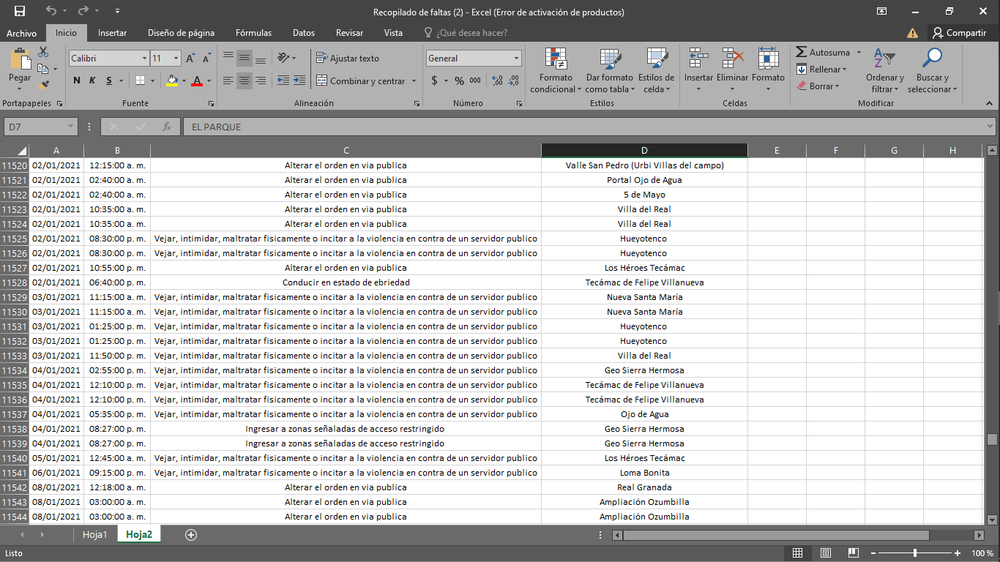 Recopilado de faltas (2) - Excel (Error de activación de productos)
Archivo Inicio Insertar Diseño de página Fórmulas Datos Revisar Vista ¿Qué desea hacer? Compartir
Pegar Calibri 11 Ajustar texto General Formato condicional Dar formato como tabla Estilos de celda Insertar Eliminar Formato Autosuma Rellenar Borrar Ordenar y filtrar Buscar y seleccionar
N K S Combinar y centrar $ % 000
Portapapeles Fuente Alineación Número Estilos Celdas Modificar
D7 fx EL PARQUE
A B C D E F G H
11520 02/01/2021 12:15:00 a. m. Alterar el orden en via publica Valle San Pedro (Urbi Villas del campo)
11521 02/01/2021 02:40:00 a. m. Alterar el orden en via publica Portal Ojo de Agua
11522 02/01/2021 02:40:00 a. m. Alterar el orden en via publica 5 de Mayo
11523 02/01/2021 10:35:00 a. m. Alterar el orden en via publica Villa del Real
11524 02/01/2021 10:35:00 a. m. Alterar el orden en via publica Villa del Real
11525 02/01/2021 08:30:00 p. m. Vejar, intimidar, maltratar fisicamente o incitar a la violencia en contra de un servidor publico Hueyotenco
11526 02/01/2021 08:30:00 p. m. Vejar, intimidar, maltratar fisicamente o incitar a la violencia en contra de un servidor publico Hueyotenco
11527 02/01/2021 10:55:00 p. m. Alterar el orden en via publica Los Héroes Tecámac
11528 02/01/2021 06:40:00 p. m. Conducir en estado de ebriedad Tecámac de Felipe Villanueva
11529 03/01/2021 11:15:00 a. m. Vejar, intimidar, maltratar fisicamente o incitar a la violencia en contra de un servidor publico Nueva Santa María
11530 03/01/2021 11:15:00 a. m. Vejar, intimidar, maltratar fisicamente o incitar a la violencia en contra de un servidor publico Nueva Santa María
11531 03/01/2021 01:25:00 p. m. Vejar, intimidar, maltratar fisicamente o incitar a la violencia en contra de un servidor publico Hueyotenco
11532 03/01/2021 01:25:00 p. m. Vejar, intimidar, maltratar fisicamente o incitar a la violencia en contra de un servidor publico Hueyotenco
11533 03/01/2021 11:50:00 p. m. Vejar, intimidar, maltratar fisicamente o incitar a la violencia en contra de un servidor publico Villa del Real
11534 04/01/2021 02:55:00 p. m. Vejar, intimidar, maltratar fisicamente o incitar a la violencia en contra de un servidor publico Geo Sierra Hermosa
11535 04/01/2021 12:10:00 p. m. Vejar, intimidar, maltratar fisicamente o incitar a la violencia en contra de un servidor publico Tecámac de Felipe Villanueva
11536 04/01/2021 12:10:00 p. m. Vejar, intimidar, maltratar fisicamente o incitar a la violencia en contra de un servidor publico Tecámac de Felipe Villanueva
11537 04/01/2021 05:35:00 p. m. Vejar, intimidar, maltratar fisicamente o incitar a la violencia en contra de un servidor publico Ojo de Agua
11538 04/01/2021 08:27:00 p. m. Ingresar a zonas señaladas de acceso restringido Geo Sierra Hermosa
11539 04/01/2021 08:27:00 p. m. Ingresar a zonas señaladas de acceso restringido Geo Sierra Hermosa
11540 05/01/2021 12:45:00 a. m. Vejar, intimidar, maltratar fisicamente o incitar a la violencia en contra de un servidor publico Los Héroes Tecámac
11541 06/01/2021 09:15:00 p. m. Vejar, intimidar, maltratar fisicamente o incitar a la violencia en contra de un servidor publico Loma Bonita
11542 08/01/2021 12:18:00 a. m. Alterar el orden en via publica Real Granada
11543 08/01/2021 03:00:00 a. m. Alterar el orden en via publica Ampliación Ozumbilla
11544 08/01/2021 03:00:00 a. m. Alterar el orden en via publica Ampliación Ozumbilla
Hoja1 Hoja2
Listo 100 %